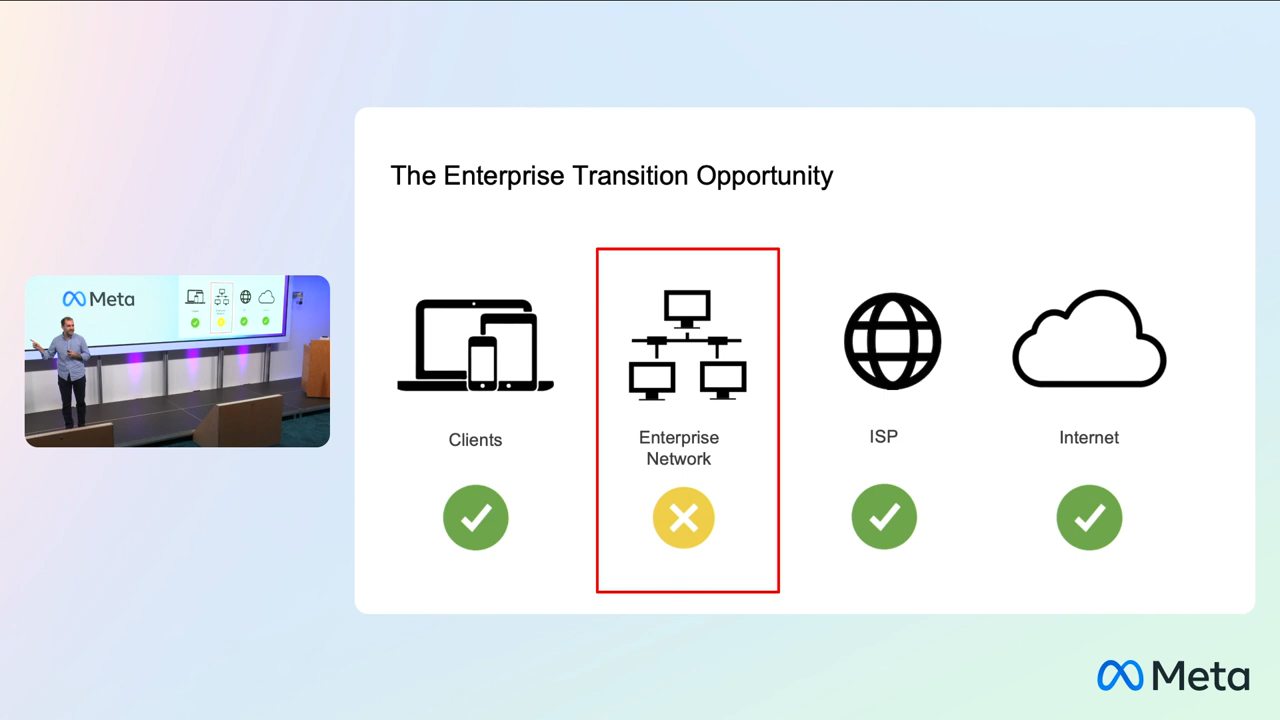 The Enterprise Transition Opportunity
Meta
Clients
Enterprise
Network
ISP
Internet
Meta